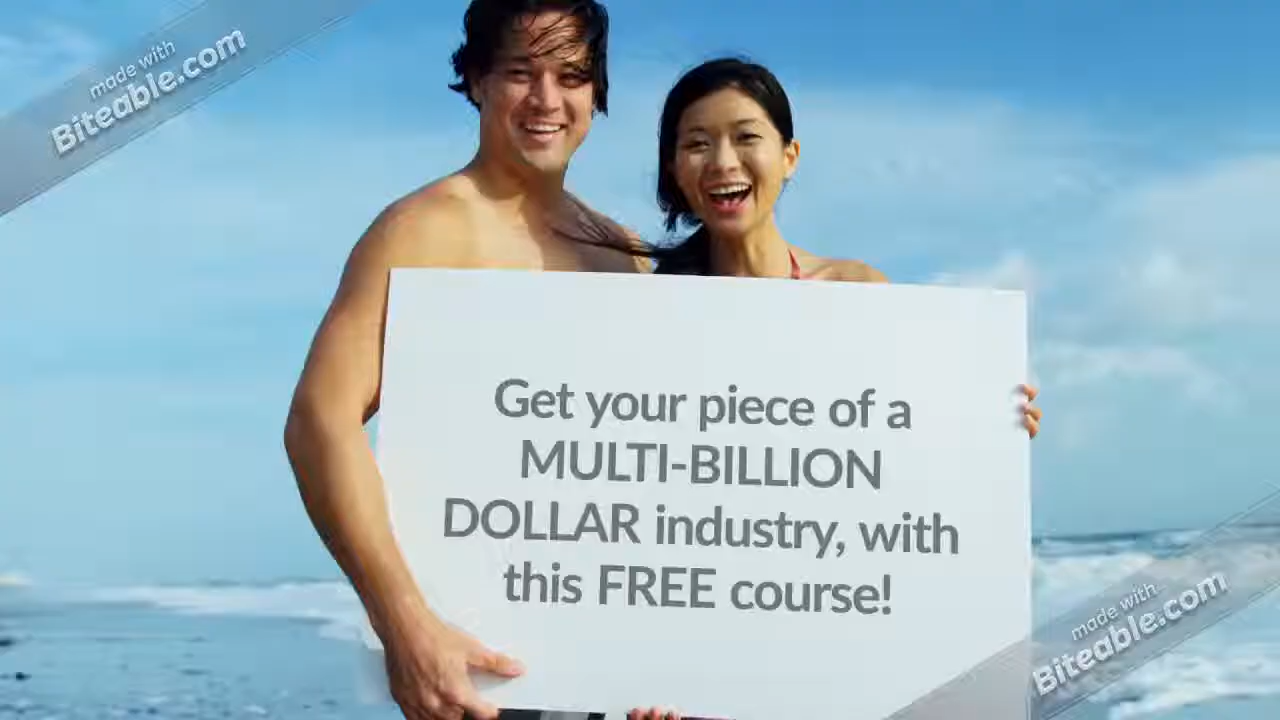 made with
Biteable.com
Get your piece of a
MULTI-BILLION
DOLLAR industry, with
this FREE course!
made with
Biteable.com